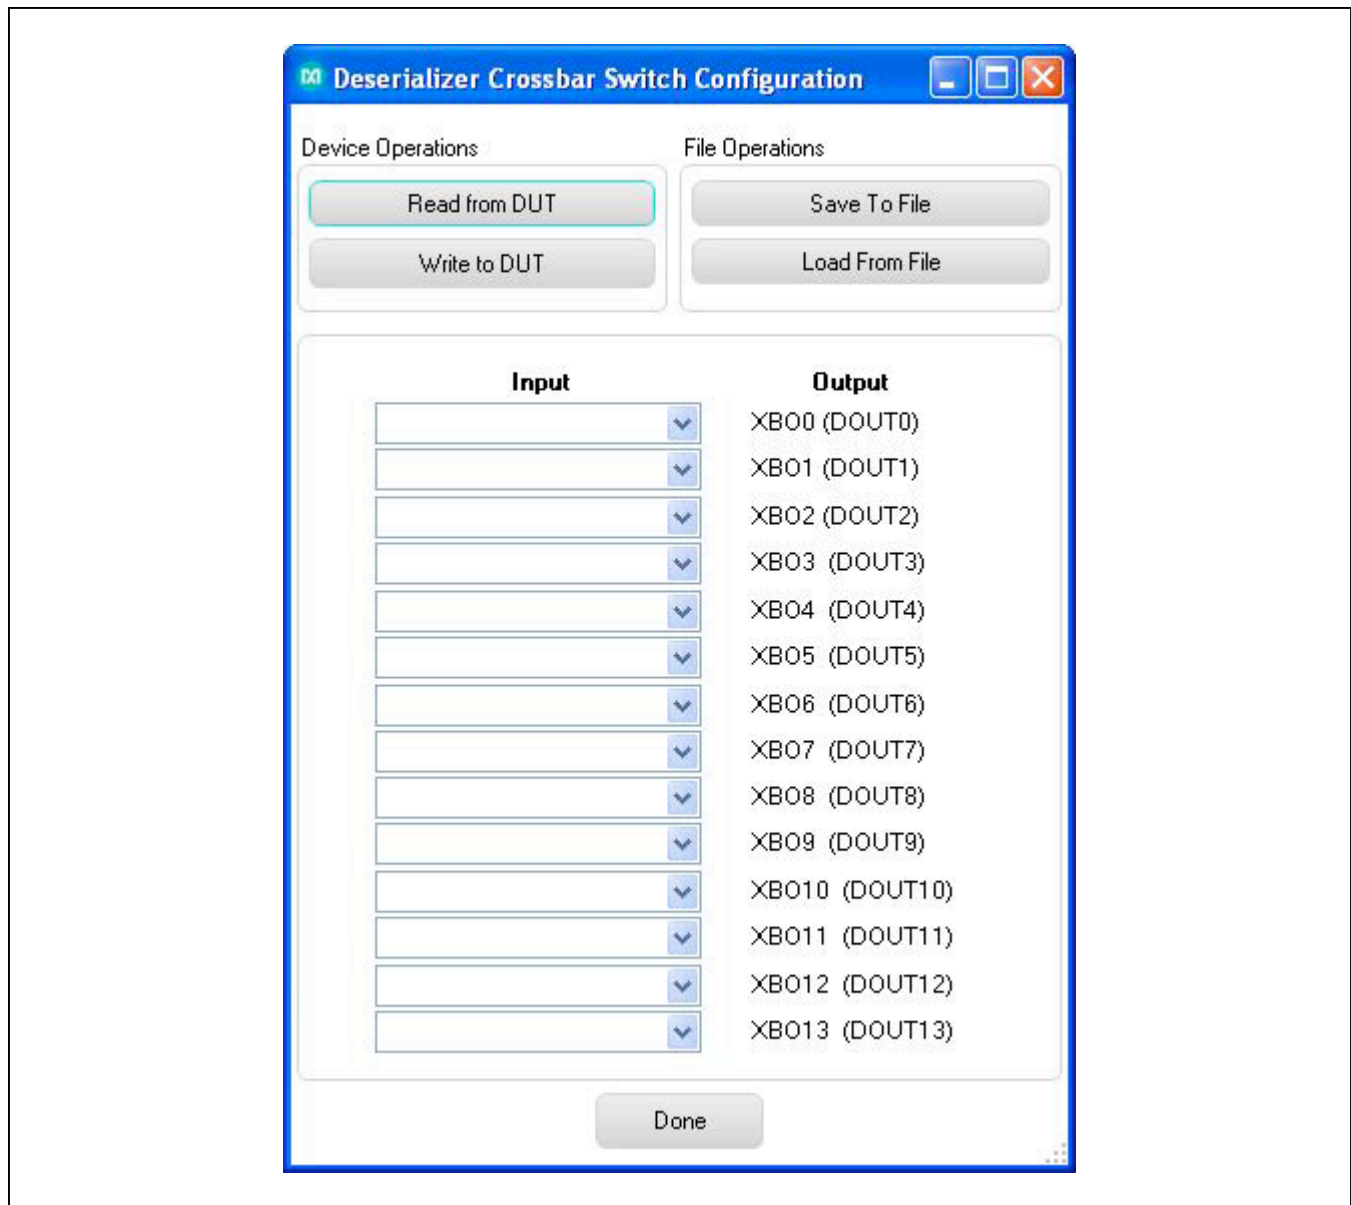 Deserializer Crossbar Switch Configuration
Device Operations
Read from DUT
Write to DUT
File Operations
Save To File
Load From File
Input Output
XBO0 (DOUT0)
XBO1 (DOUT1)
XBO2 (DOUT2)
XBO3 (DOUT3)
XBO4 (DOUT4)
XBO5 (DOUT5)
XBO6 (DOUT6)
XBO7 (DOUT7)
XBO8 (DOUT8)
XBO9 (DOUT9)
XBO10 (DOUT10)
XBO11 (DOUT11)
XBO12 (DOUT12)
XBO13 (DOUT13)
Done